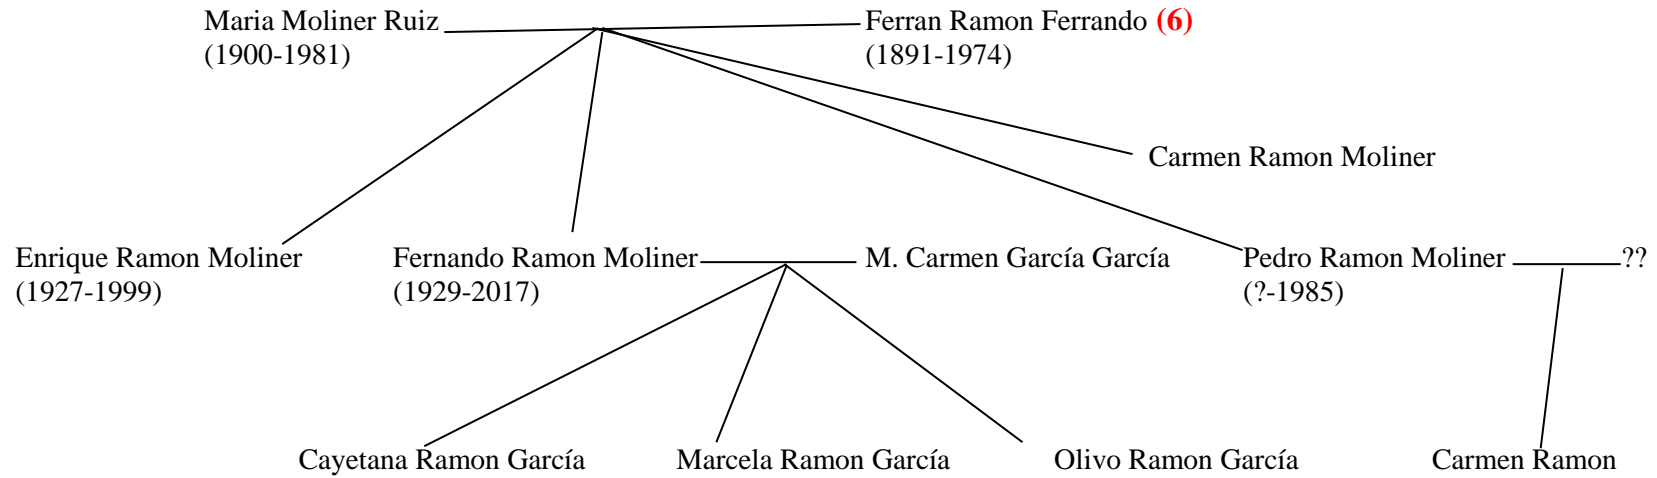 Maria Moliner Ruiz
(1900-1981)
Ferran Ramon Ferrando (6)
(1891-1974)
Carmen Ramon Moliner
Enrique Ramon Moliner
(1927-1999)
Fernando Ramon Moliner
(1929-2017)
M. Carmen García García
Pedro Ramon Moliner
(?-1985)
??
Cayetana Ramon García
Marcela Ramon García
Olivo Ramon García
Carmen Ramon